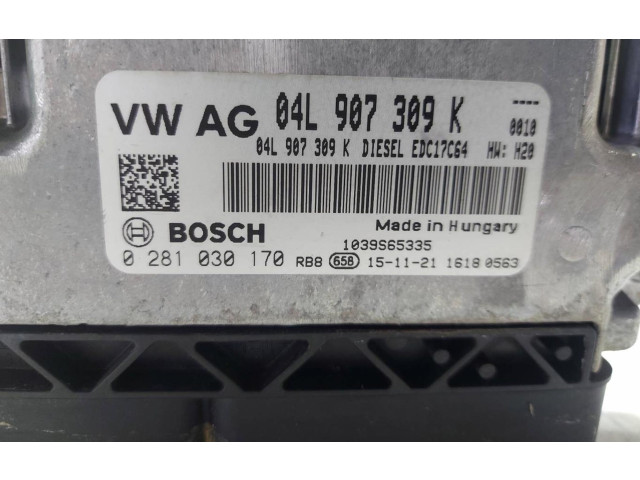 VW AG 04L 907 309 K ----
0010
04L 907 309 K DIESEL EDC17C64 HW: H20
BOSCH Made in Hungary
1039S65335
0 281 030 170 RB8 658 15-11-21 1618 0563